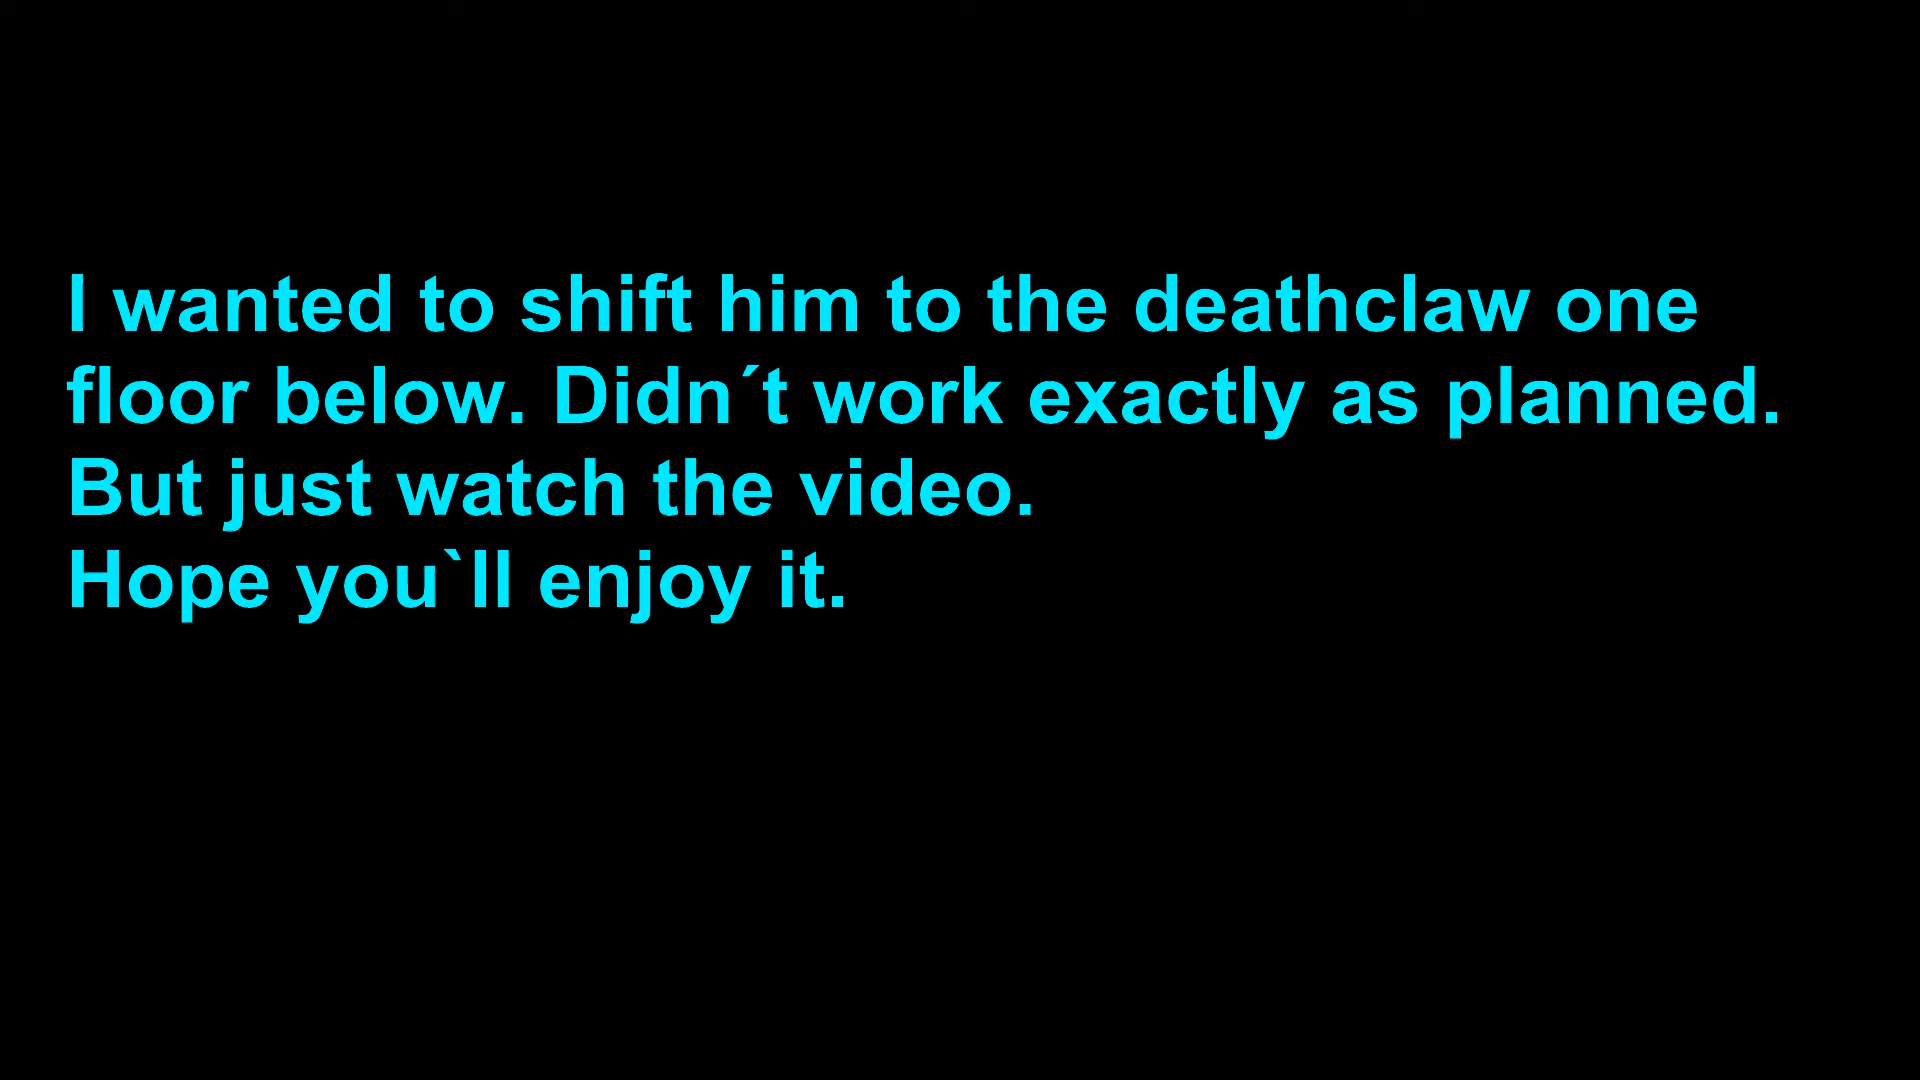 I wanted to shift him to the deathclaw one
floor below. Didn´t work exactly as planned.
But just watch the video.
Hope you`ll enjoy it.